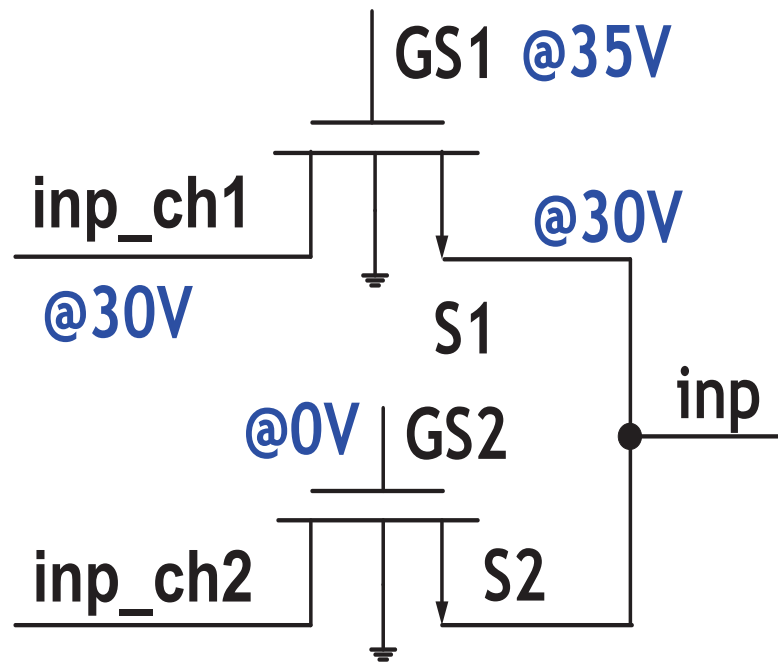 GS1 @35V
inp_ch1
@30V
@30V
S1
inp
@0V GS2
inp_ch2
S2